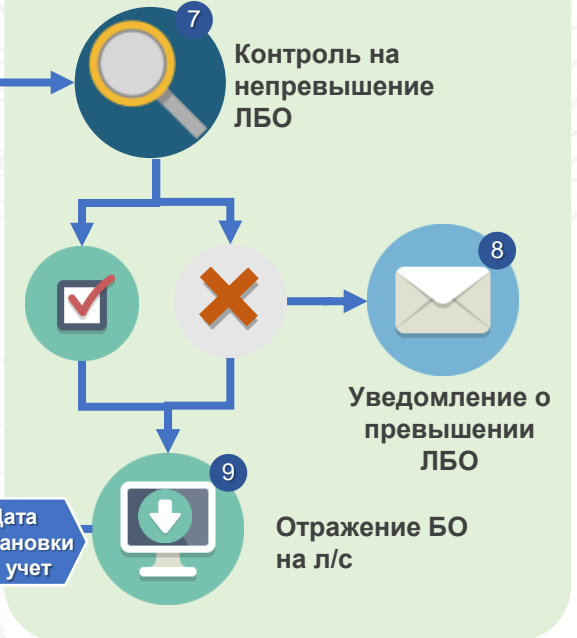 7
Контроль на
непревышение
ЛБО
8
Уведомление о
превышении
ЛБО
9
Отражение БО
на л/с
учет